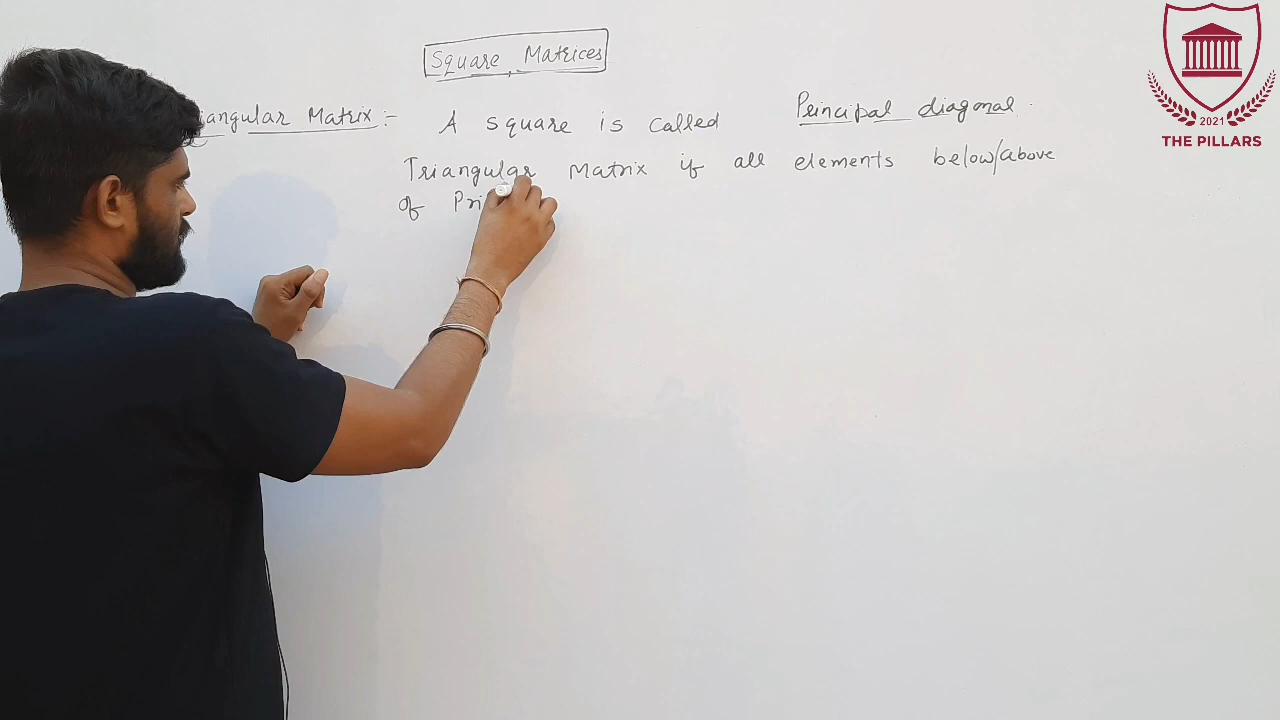 Square Matrices
iangular Matrix :-
A square is called
Principal diagonal.
Triangular Matrix if all elements below/above
of Pri
2021
THE PILLARS